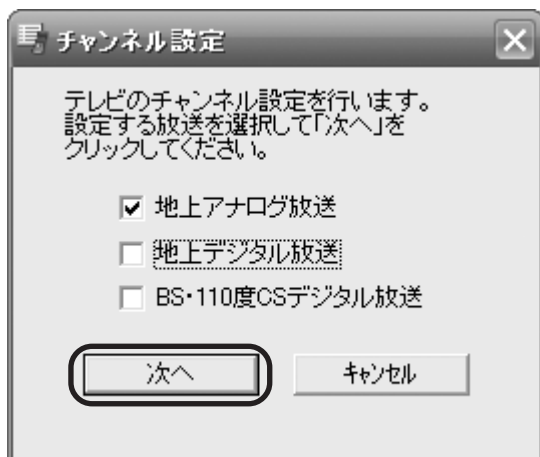 チャンネル設定
テレビのチャンネル設定を行います。
設定する放送を選択して「次へ」を
クリックしてください。
地上アナログ放送
地上デジタル放送
BS・110度CSデジタル放送
次へ キャンセル